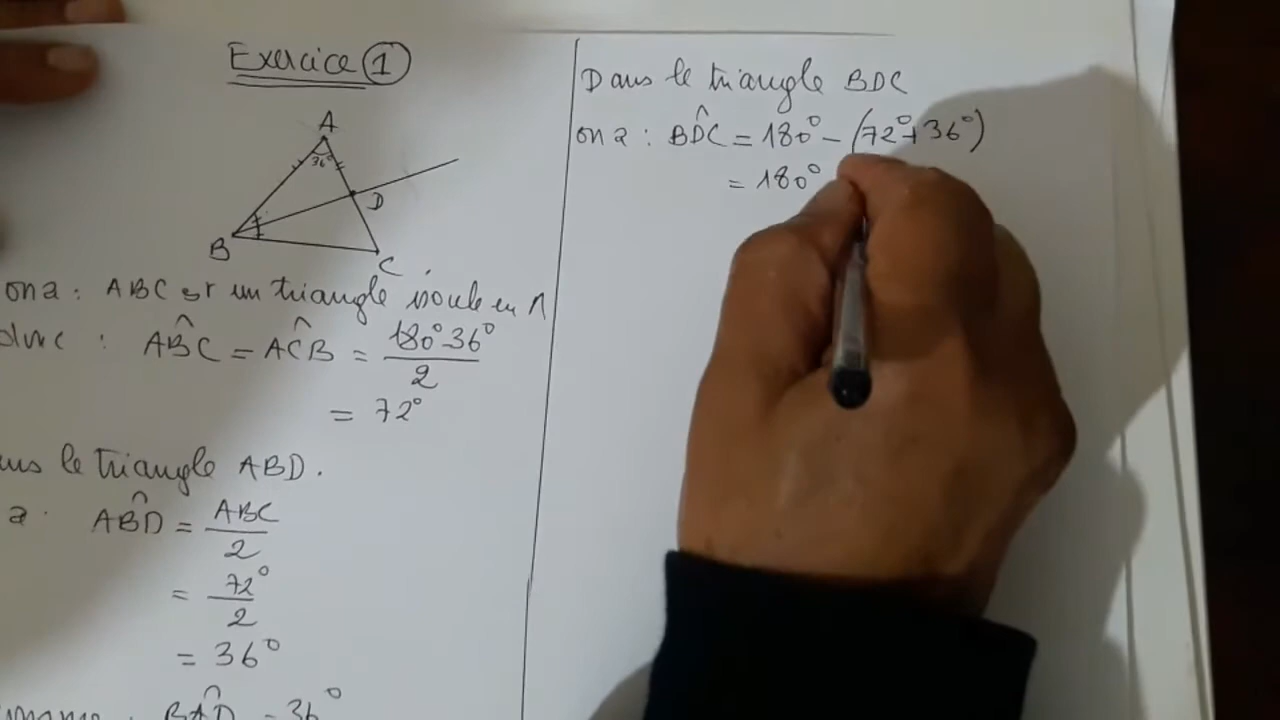 Exercice 1
A
36°
D
B
C
on a : ABC est un triangle isocèle en A
donc : ABC = ACB = 180° - 36° / 2
= 72°
ans le triangle ABD.
a. ABD = ABC / 2
= 72° / 2
= 36°
BAD = 36°
Dans le triangle BDC
on a : BDC = 180° - (72° + 36°)
= 180°